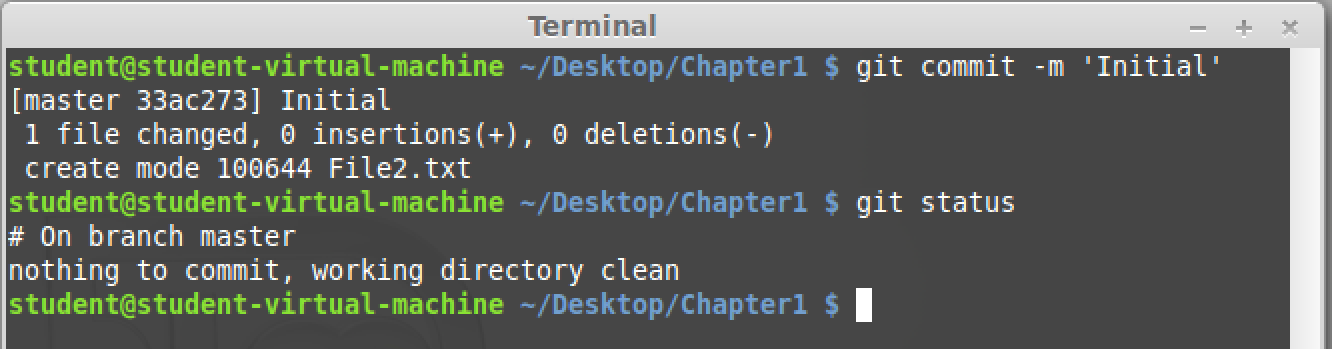 Terminal
student@student-virtual-machine ~/Desktop/Chapter1 $ git commit -m 'Initial'
[master 33ac273] Initial
 1 file changed, 0 insertions(+), 0 deletions(-)
 create mode 100644 File2.txt
student@student-virtual-machine ~/Desktop/Chapter1 $ git status
# On branch master
nothing to commit, working directory clean
student@student-virtual-machine ~/Desktop/Chapter1 $